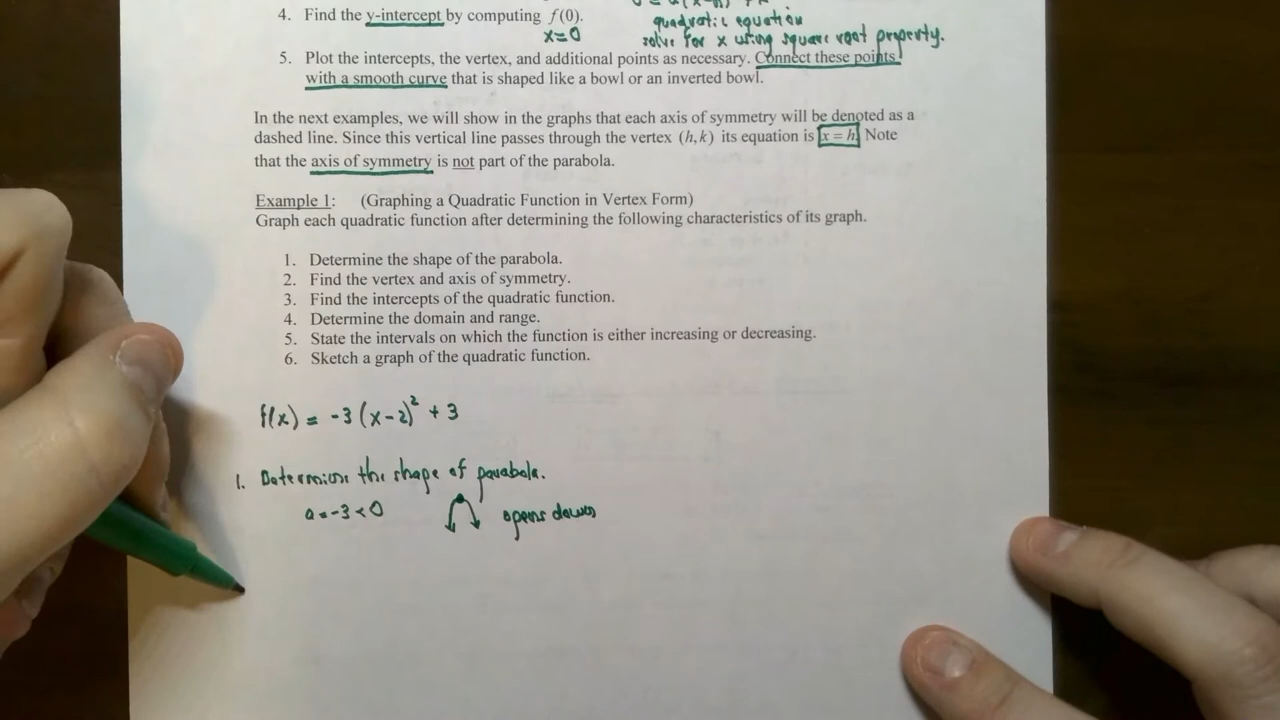 4. Find the y-intercept by computing f(0).
x=0
quadratic equation
solve for x using square root property.
5. Plot the intercepts, the vertex, and additional points as necessary. Connect these points
with a smooth curve that is shaped like a bowl or an inverted bowl.
In the next examples, we will show in the graphs that each axis of symmetry will be denoted as a
dashed line. Since this vertical line passes through the vertex (h,k) its equation is x = h. Note
that the axis of symmetry is not part of the parabola.
Example 1: (Graphing a Quadratic Function in Vertex Form)
Graph each quadratic function after determining the following characteristics of its graph.
1. Determine the shape of the parabola.
2. Find the vertex and axis of symmetry.
3. Find the intercepts of the quadratic function.
4. Determine the domain and range.
5. State the intervals on which the function is either increasing or decreasing.
6. Sketch a graph of the quadratic function.
f(x) = -3(x-2)² + 3
1. Determine the shape of parabola.
a=-3<0 opens down